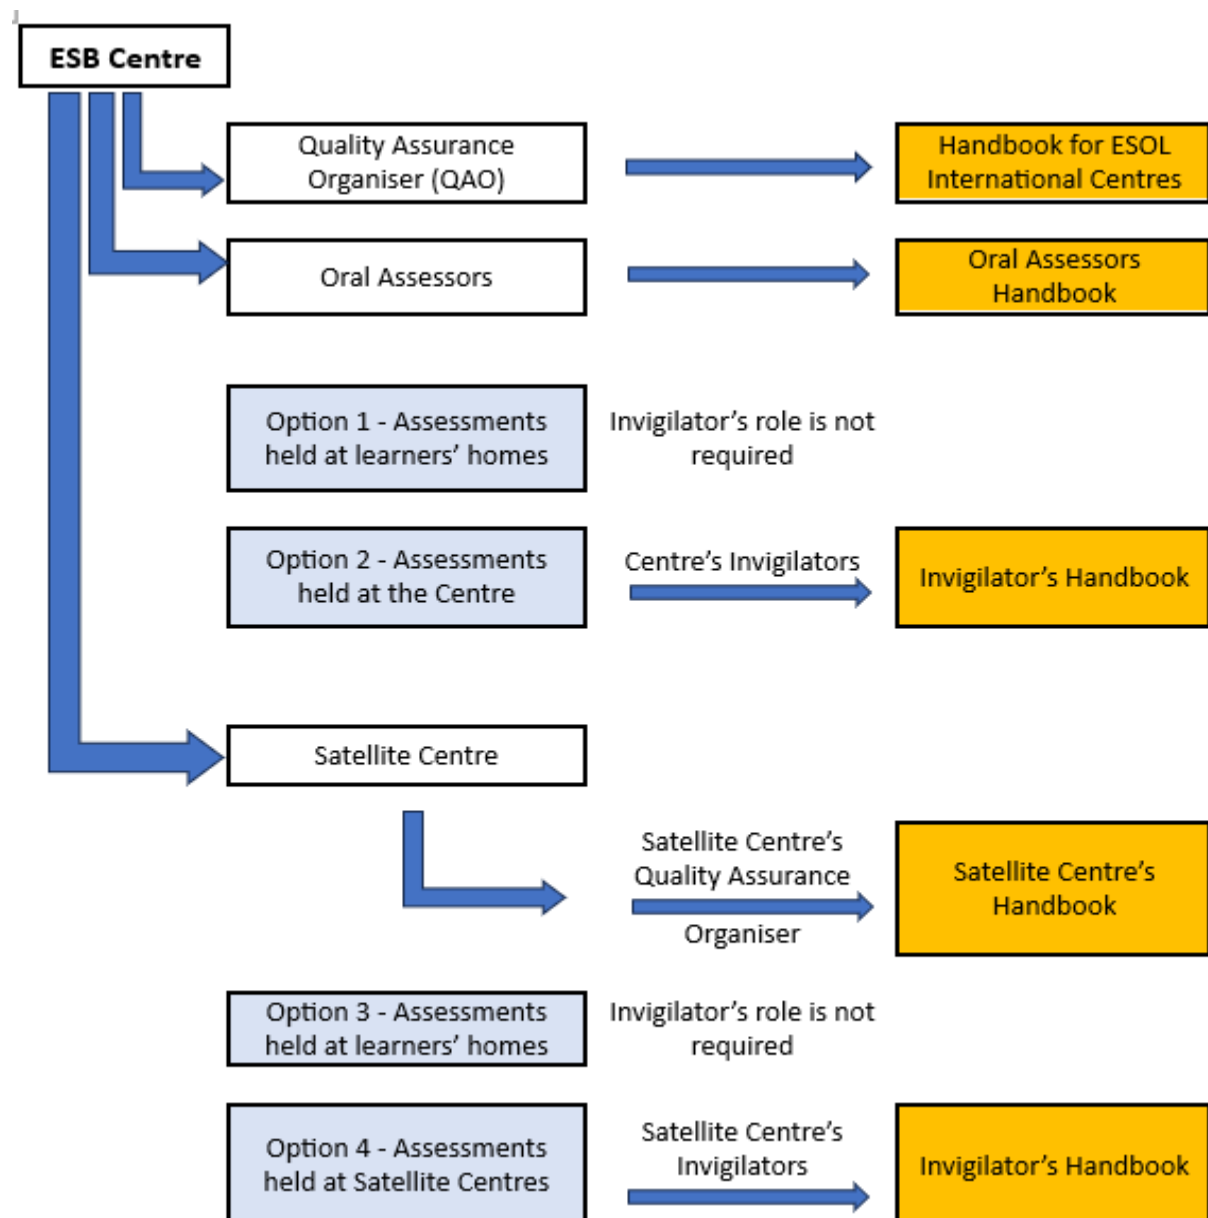 ESB Centre
Quality Assurance
Organiser (QAO)
Handbook for ESOL
International Centres
Oral Assessors
Oral Assessors
Handbook
Option 1 - Assessments
held at learners’ homes
Invigilator’s role is not
required
Option 2 - Assessments
held at the Centre
Centre’s Invigilators
Invigilator’s Handbook
Satellite Centre
Satellite Centre’s
Quality Assurance
Organiser
Satellite Centre’s
Handbook
Option 3 - Assessments
held at learners’ homes
Invigilator’s role is not
required
Option 4 - Assessments
held at Satellite Centres
Satellite Centre’s
Invigilators
Invigilator’s Handbook